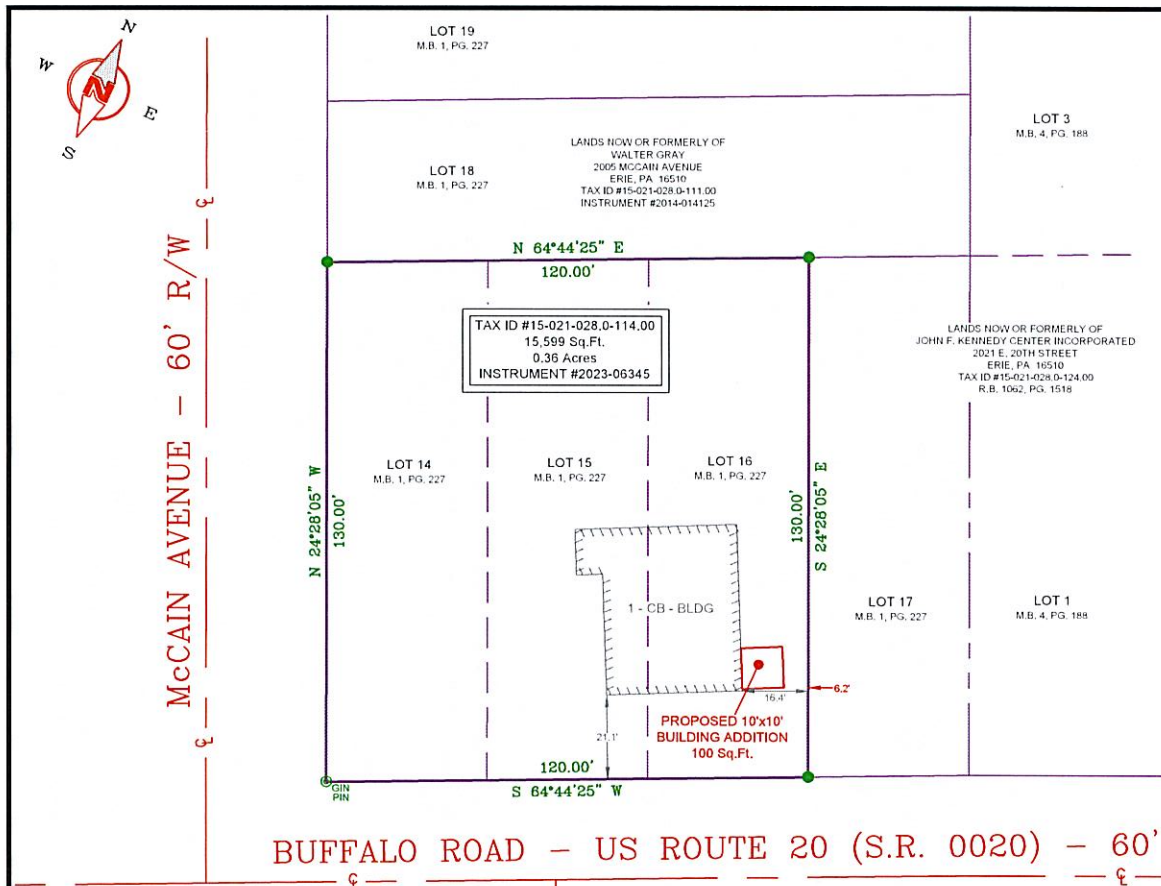 N
W
E
S
N
LOT 19
M.B. 1, PG. 227
LOT 3
M.B. 4, PG. 188
LANDS NOW OR FORMERLY OF
WALTER GRAY
2005 MCCAIN AVENUE
ERIE, PA 16510
TAX ID #15-021-028.0-111.00
INSTRUMENT #2014-014125
LOT 18
M.B. 1, PG. 227
McCAIN AVENUE - 60' R/W
N 64°44'25" E
120.00'
TAX ID #15-021-028.0-114.00
15,599 Sq.Ft.
0.36 Acres
INSTRUMENT #2023-06345
LANDS NOW OR FORMERLY OF
JOHN F. KENNEDY CENTER INCORPORATED
2021 E. 20TH STREET
ERIE, PA 16510
TAX ID #15-021-028.0-124.00
R.B. 1062, PG. 1518
N 24°28'05" W
130.00'
LOT 14
M.B. 1, PG. 227
LOT 15
M.B. 1, PG. 227
LOT 16
M.B. 1, PG. 227
130.00'
S 24°28'05" E
1 - CB - BLDG
LOT 17
M.B. 1, PG. 227
LOT 1
M.B. 4, PG. 188
16.4'
6.2'
21.1'
PROPOSED 10'x10'
BUILDING ADDITION
100 Sq.Ft.
GIN
PIN
120.00'
S 64°44'25" W
BUFFALO ROAD - US ROUTE 20 (S.R. 0020) - 60'